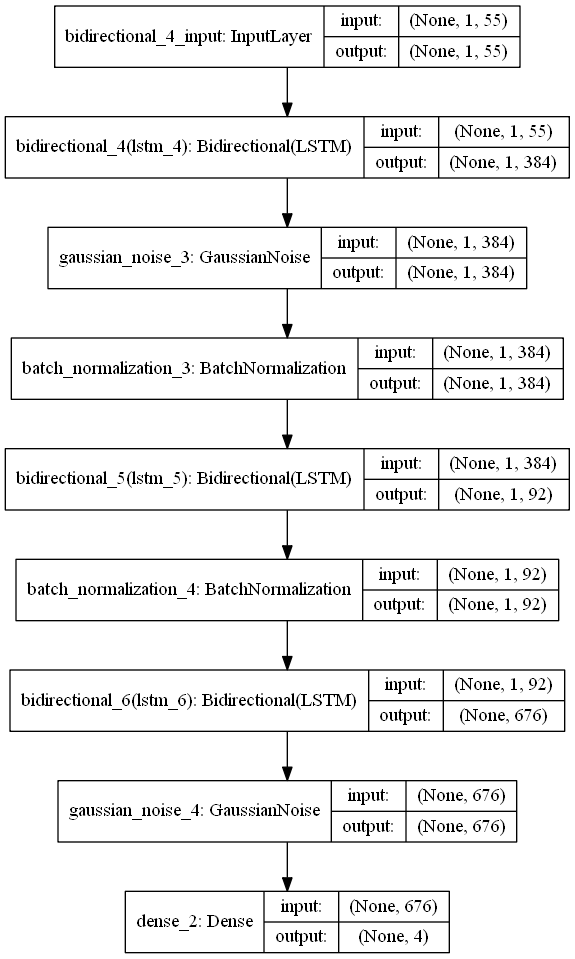 bidirectional_4_input: InputLayer
input: (None, 1, 55)
output: (None, 1, 55)
bidirectional_4(lstm_4): Bidirectional(LSTM)
input: (None, 1, 55)
output: (None, 1, 384)
gaussian_noise_3: GaussianNoise
input: (None, 1, 384)
output: (None, 1, 384)
batch_normalization_3: BatchNormalization
input: (None, 1, 384)
output: (None, 1, 384)
bidirectional_5(lstm_5): Bidirectional(LSTM)
input: (None, 1, 384)
output: (None, 1, 92)
batch_normalization_4: BatchNormalization
input: (None, 1, 92)
output: (None, 1, 92)
bidirectional_6(lstm_6): Bidirectional(LSTM)
input: (None, 1, 92)
output: (None, 676)
gaussian_noise_4: GaussianNoise
input: (None, 676)
output: (None, 676)
dense_2: Dense
input: (None, 676)
output: (None, 4)